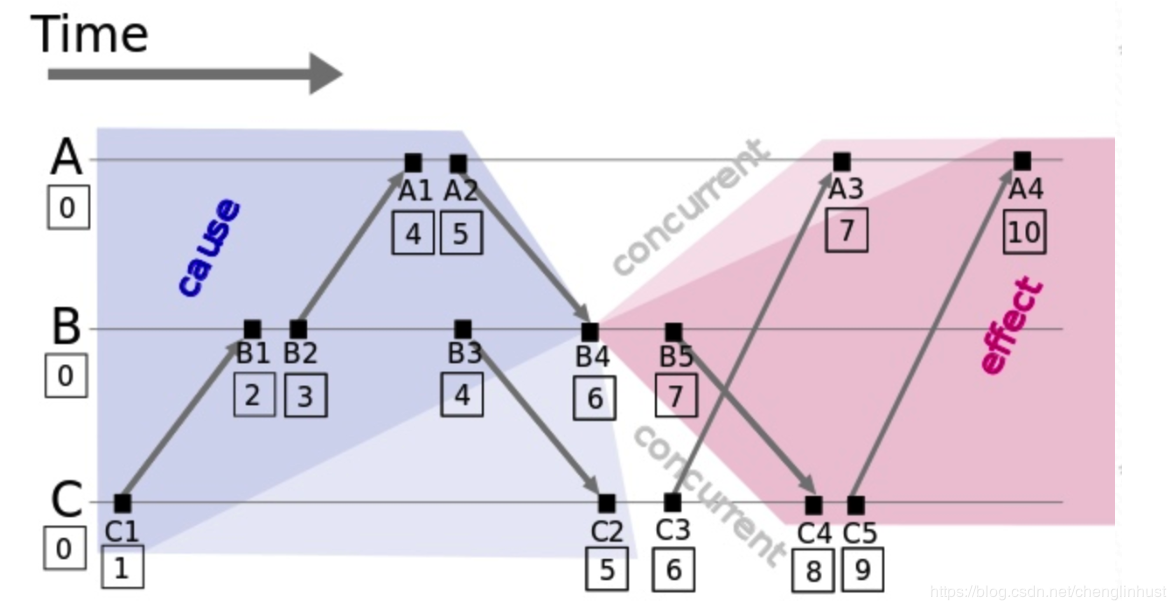 Time
A
0
A1
4
A2
5
A3
7
A4
10
cause
concurrent
effect
B
0
B1
2
B2
3
B3
4
B4
6
B5
7
concurrent
C
0
C1
1
C2
5
C3
6
C4
8
C5
9
https://blog.csdn.net/chenglinhust